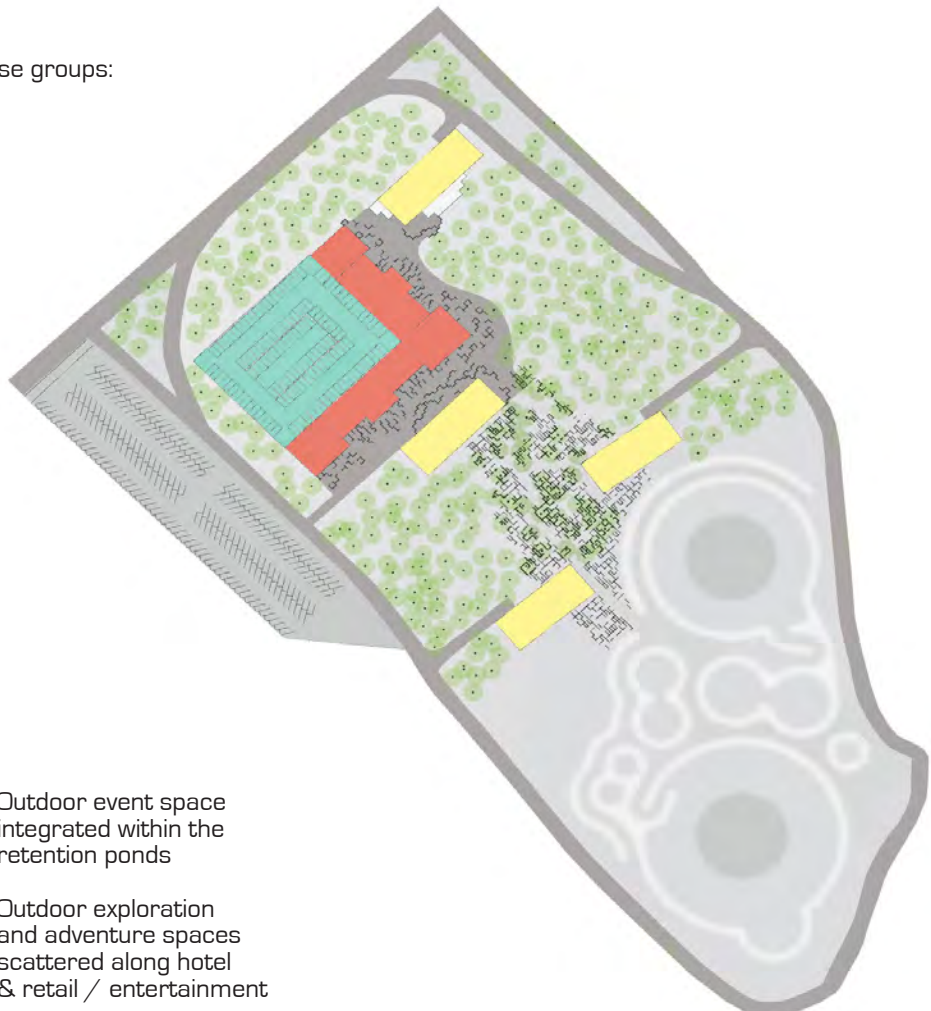 se groups:
Outdoor event space
integrated within the
retention ponds
Outdoor exploration
and adventure spaces
scattered along hotel
& retail / entertainment